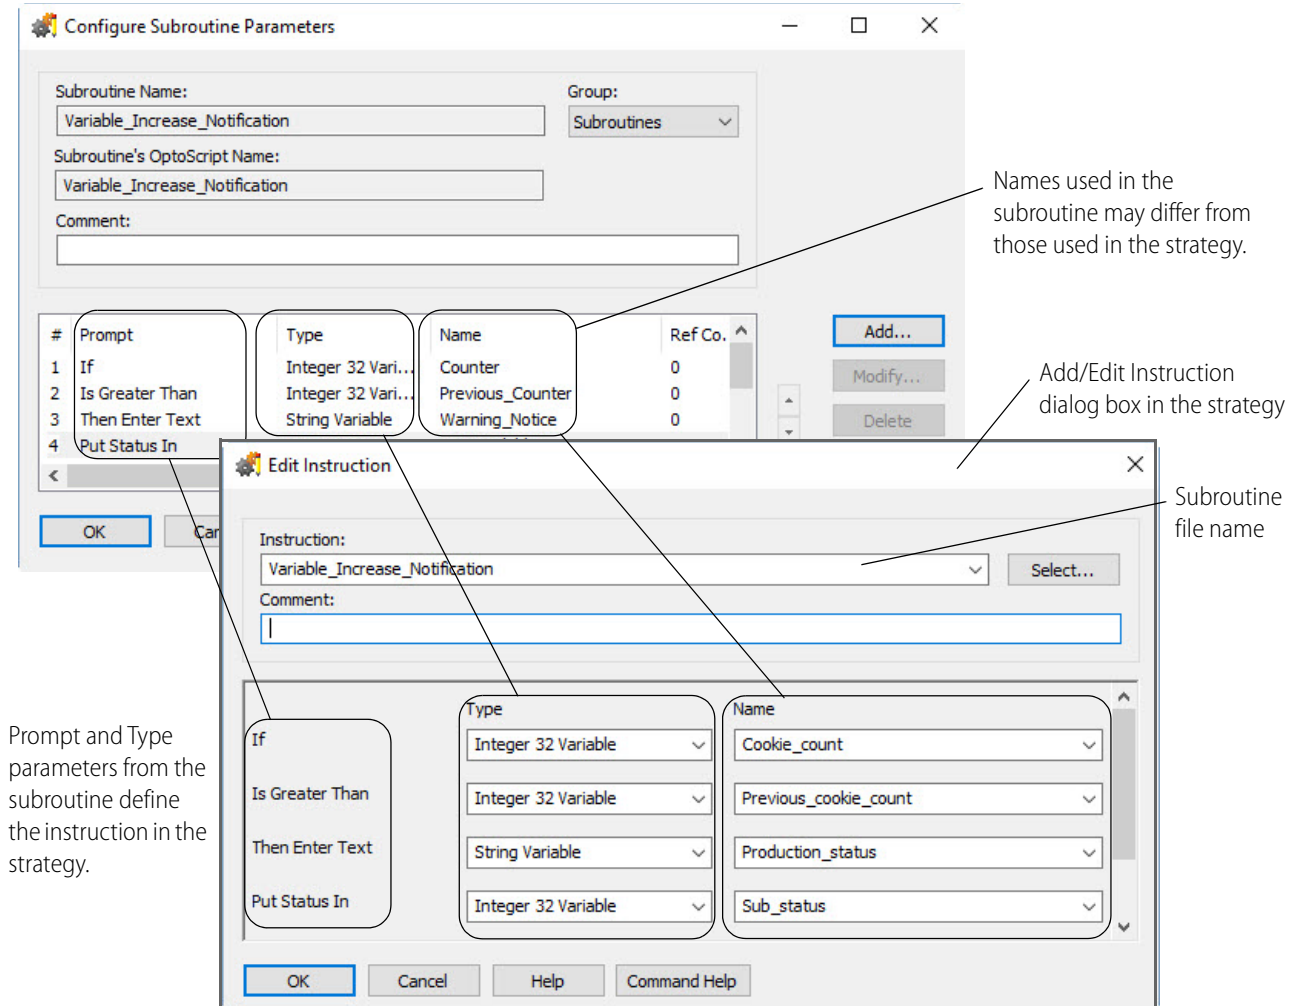 Configure Subroutine Parameters
Subroutine Name:
Group:
Variable_Increase_Notification
Subroutines
Subroutine's OptoScript Name:
Variable_Increase_Notification
Comment:
Names used in the
subroutine may differ from
those used in the strategy.
# Prompt Type Name Ref Co.
1 If Integer 32 Vari... Counter 0
2 Is Greater Than Integer 32 Vari... Previous_Counter 0
3 Then Enter Text String Variable Warning_Notice 0
4 Put Status In
Add...
Modify...
Delete
OK
Add/Edit Instruction
dialog box in the strategy
Edit Instruction
Subroutine
file name
Instruction:
Variable_Increase_Notification
Select...
Comment:
Type Name
If Integer 32 Variable Cookie_count
Is Greater Than Integer 32 Variable Previous_cookie_count
Then Enter Text String Variable Production_status
Put Status In Integer 32 Variable Sub_status
Prompt and Type
parameters from the
subroutine define
the instruction in the
strategy.
OK Cancel Help Command Help